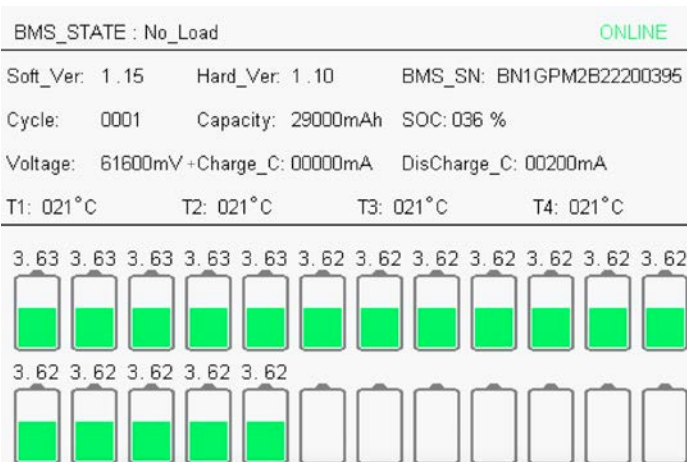 BMS_STATE : No_Load ONLINE
Soft_Ver: 1.15 Hard_Ver: 1.10 BMS_SN: BN1GPM2B22200395
Cycle: 0001 Capacity: 29000mAh SOC: 036 %
Voltage: 61600mV +Charge_C: 00000mA DisCharge_C: 00200mA
T1: 021°C T2: 021°C T3: 021°C T4: 021°C
3.63 3.63 3.63 3.63 3.63 3.62 3.62 3.62 3.62 3.62 3.62 3.62
3.62 3.62 3.62 3.62 3.62